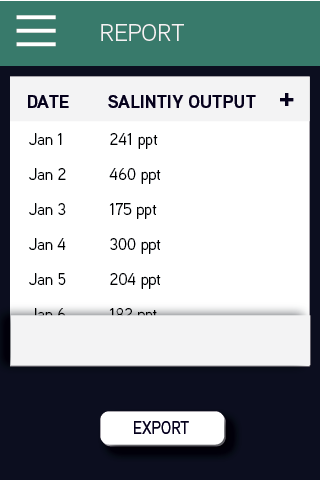 REPORT
DATE SALINTIY OUTPUT +
Jan 1 241 ppt
Jan 2 460 ppt
Jan 3 175 ppt
Jan 4 300 ppt
Jan 5 204 ppt
Jan 6 182 ppt
EXPORT